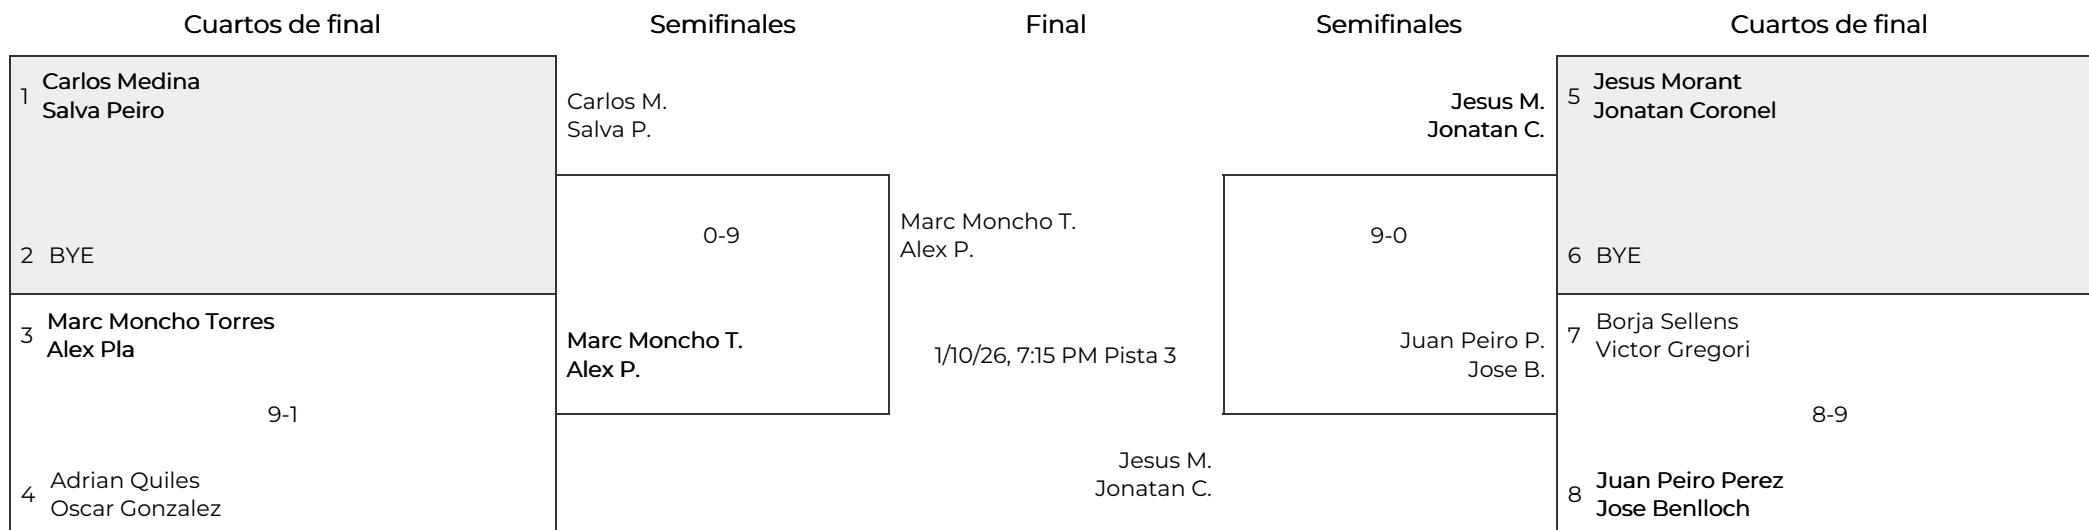 Cuartos de final
Semifinales
Final
Semifinales
Cuartos de final
1
Carlos Medina
Salva Peiro
2 BYE
3
Marc Moncho Torres
Alex Pla
9-1
4
Adrian Quiles
Oscar Gonzalez
Carlos M.
Salva P.
0-9
Marc Moncho T.
Alex P.
Marc Moncho T.
Alex P.
1/10/26, 7:15 PM Pista 3
Jesus M.
Jonatan C.
Jesus M.
Jonatan C.
9-0
Juan Peiro P.
Jose B.
5
Jesus Morant
Jonatan Coronel
6 BYE
7
Borja Sellens
Victor Gregori
8-9
8
Juan Peiro Perez
Jose Benlloch